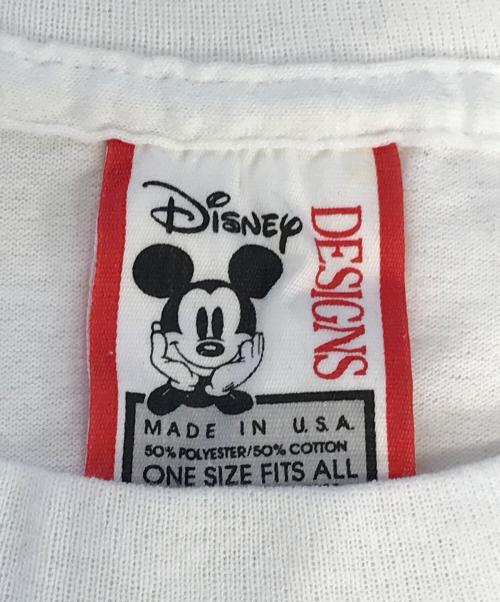 Disney
DESIGNS
MADE IN U.S.A.
50% POLYESTER/50% COTTON
ONE SIZE FITS ALL